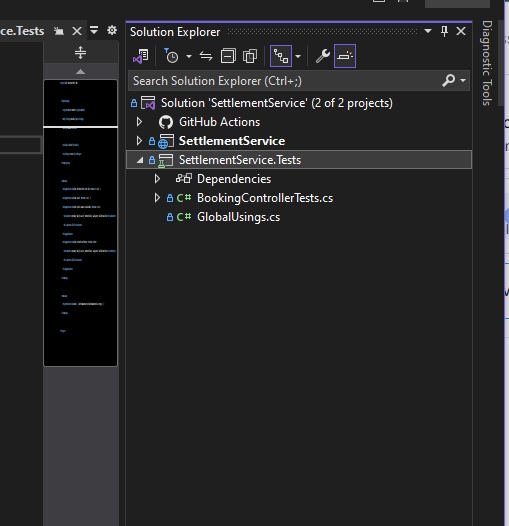 ce.Tests
Solution Explorer
Search Solution Explorer (Ctrl+;)
Solution 'SettlementService' (2 of 2 projects)
GitHub Actions
SettlementService
SettlementService.Tests
Dependencies
C# BookingControllerTests.cs
C# GlobalUsings.cs
Diagnostic Tools